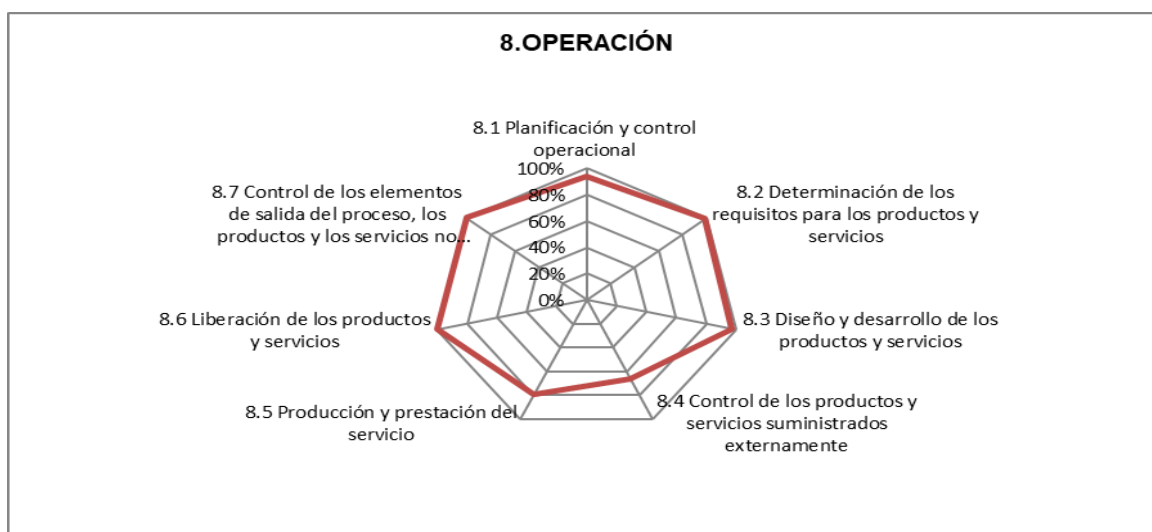 8.OPERACIÓN
8.1 Planificación y control
operacional
100%
80%
60%
40%
20%
0%
8.2 Determinación de los
requisitos para los productos y
servicios
8.3 Diseño y desarrollo de los
productos y servicios
8.4 Control de los productos y
servicios suministrados
externamente
8.5 Producción y prestación del
servicio
8.6 Liberación de los productos
y servicios
8.7 Control de los elementos
de salida del proceso, los
productos y los servicios no...